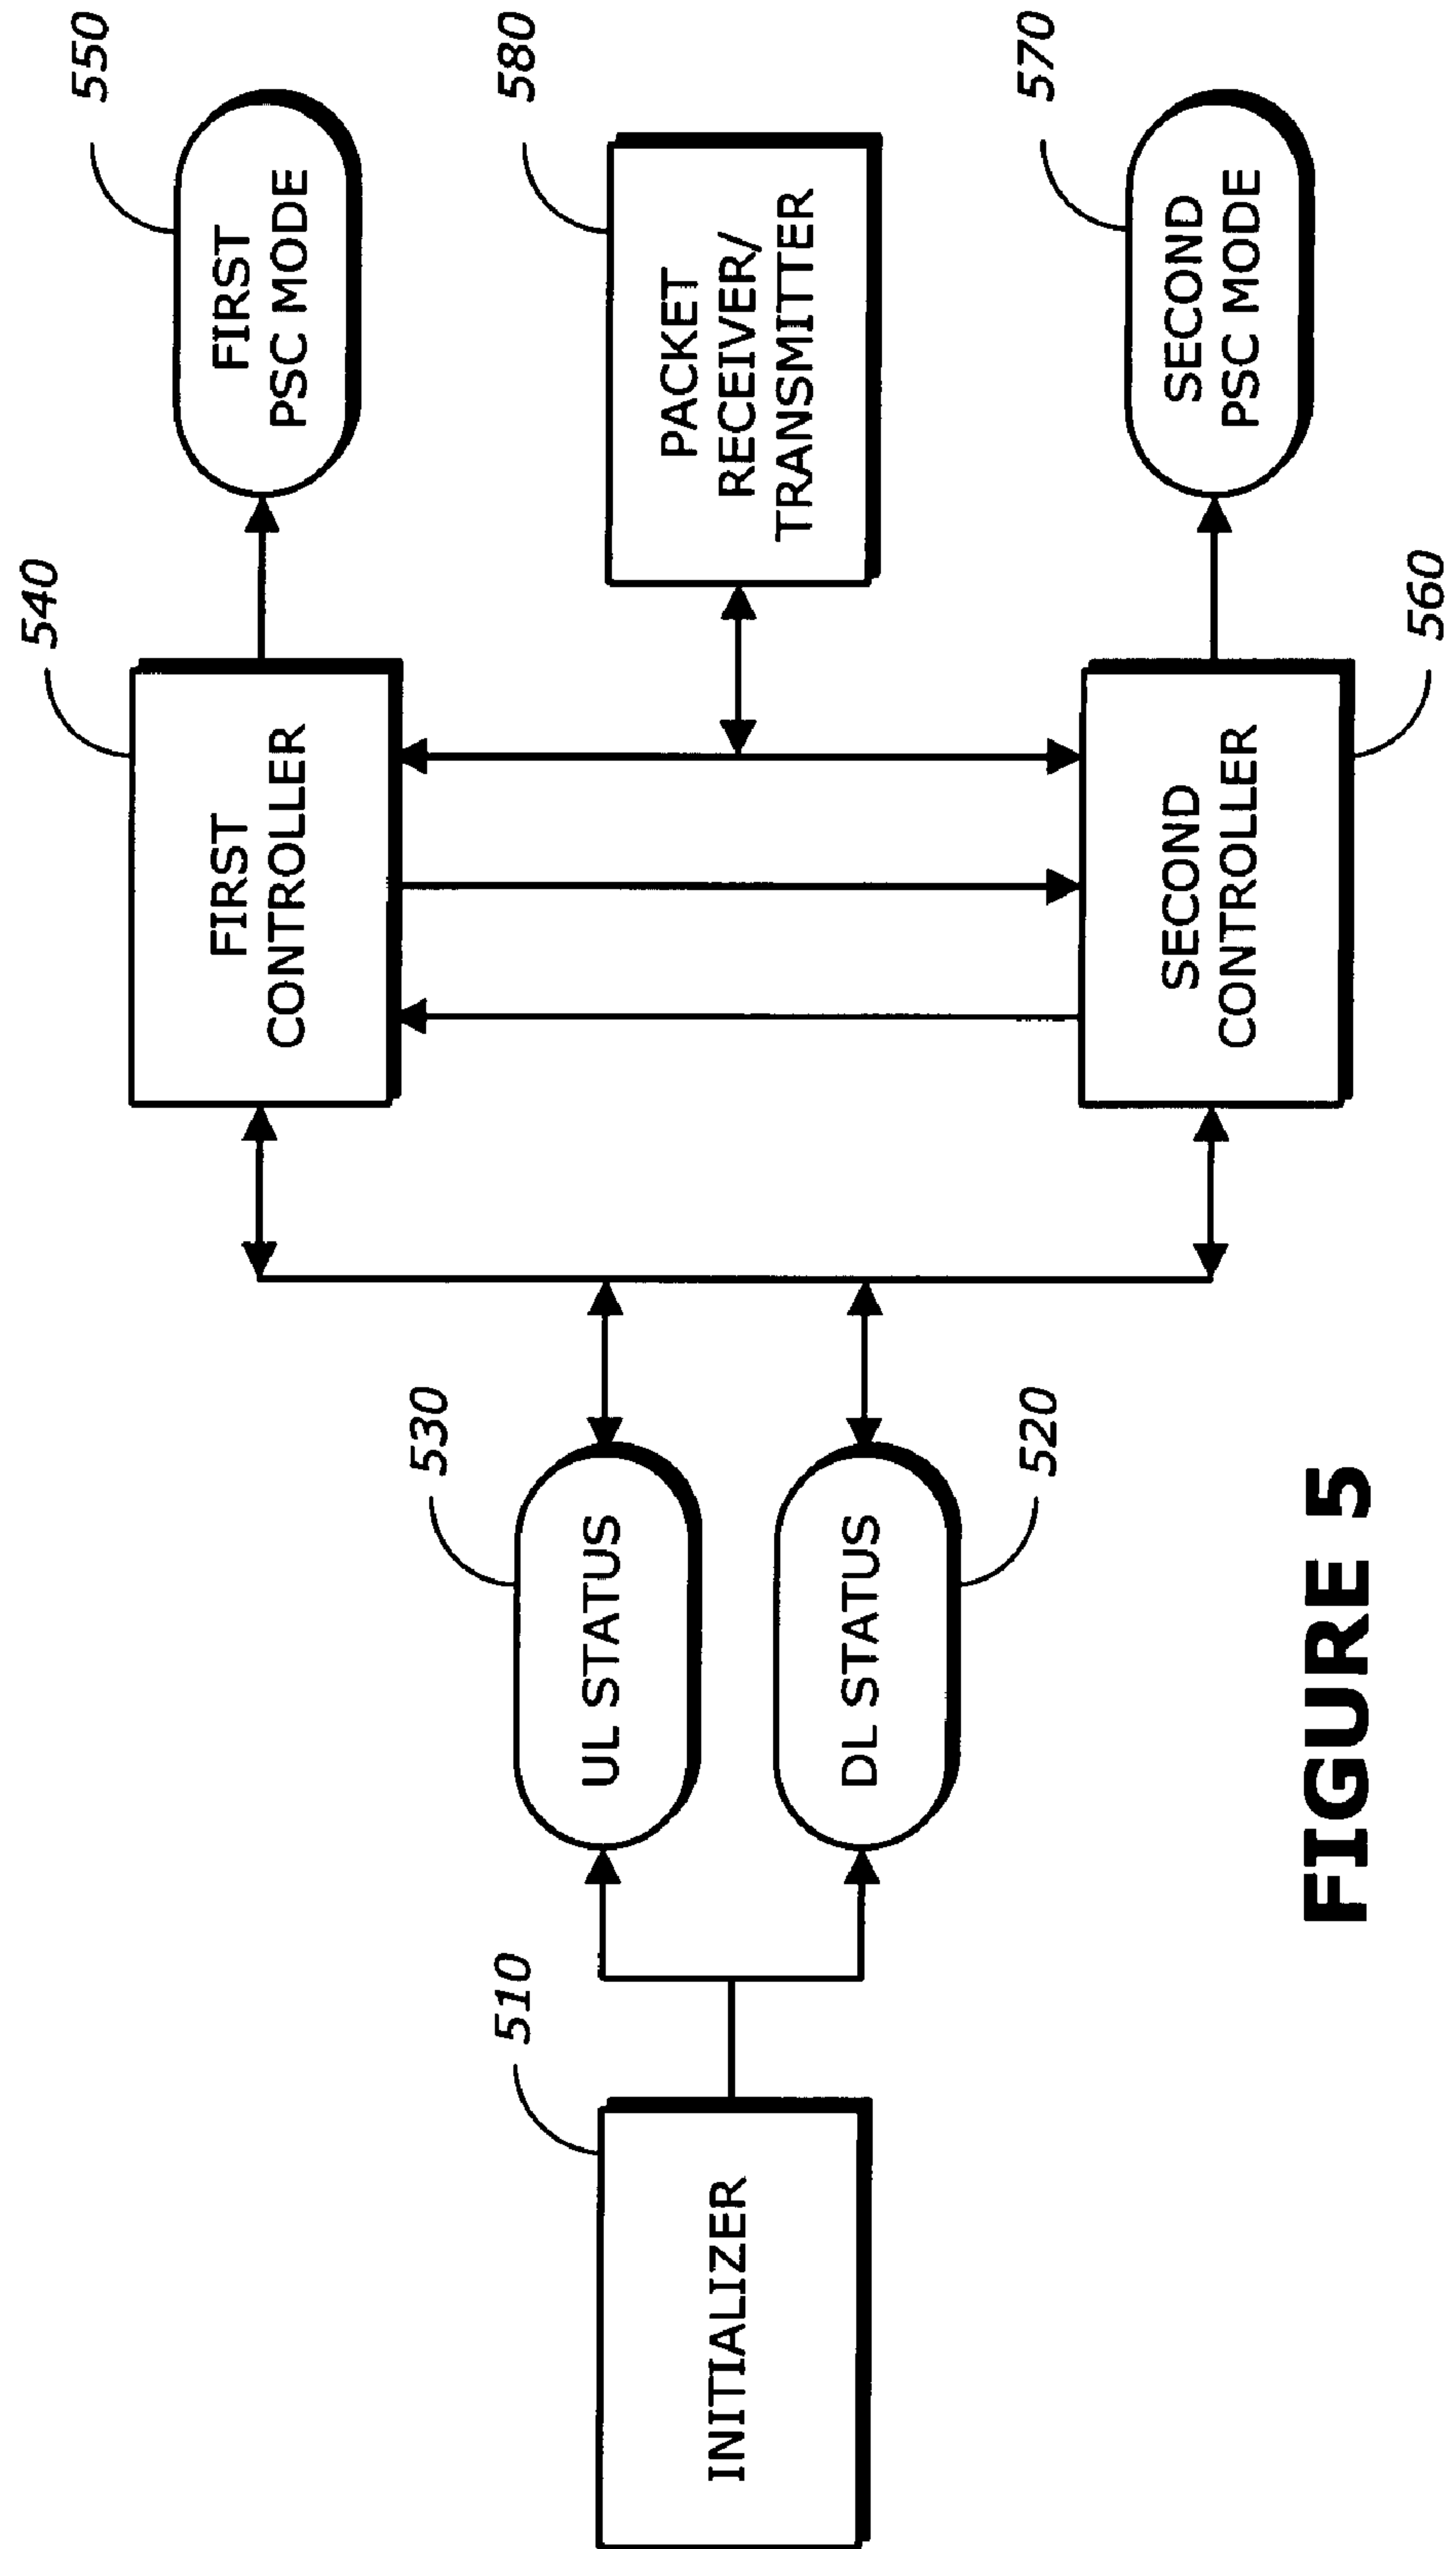 550
FIRST
PSC MODE
580
PACKET
RECEIVER/
TRANSMITTER
570
SECOND
PSC MODE
540
FIRST
CONTROLLER
560
SECOND
CONTROLLER
530
UL STATUS
520
DL STATUS
510
INITIALIZER
FIGURE 5